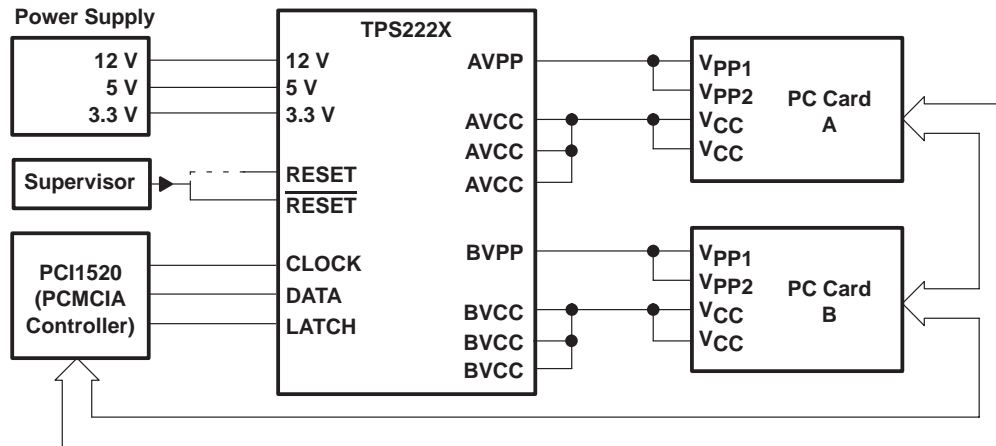 Power Supply
12 V
5 V
3.3 V
Supervisor
PCI1520
(PCMCIA
Controller)
TPS222X
12 V
5 V
3.3 V
RESET
RESET
CLOCK
DATA
LATCH
AVPP
AVCC
AVCC
AVCC
BVPP
BVCC
BVCC
BVCC
VPP1
VPP2
VCC
VCC
PC Card
A
VPP1
VPP2
VCC
VCC
PC Card
B